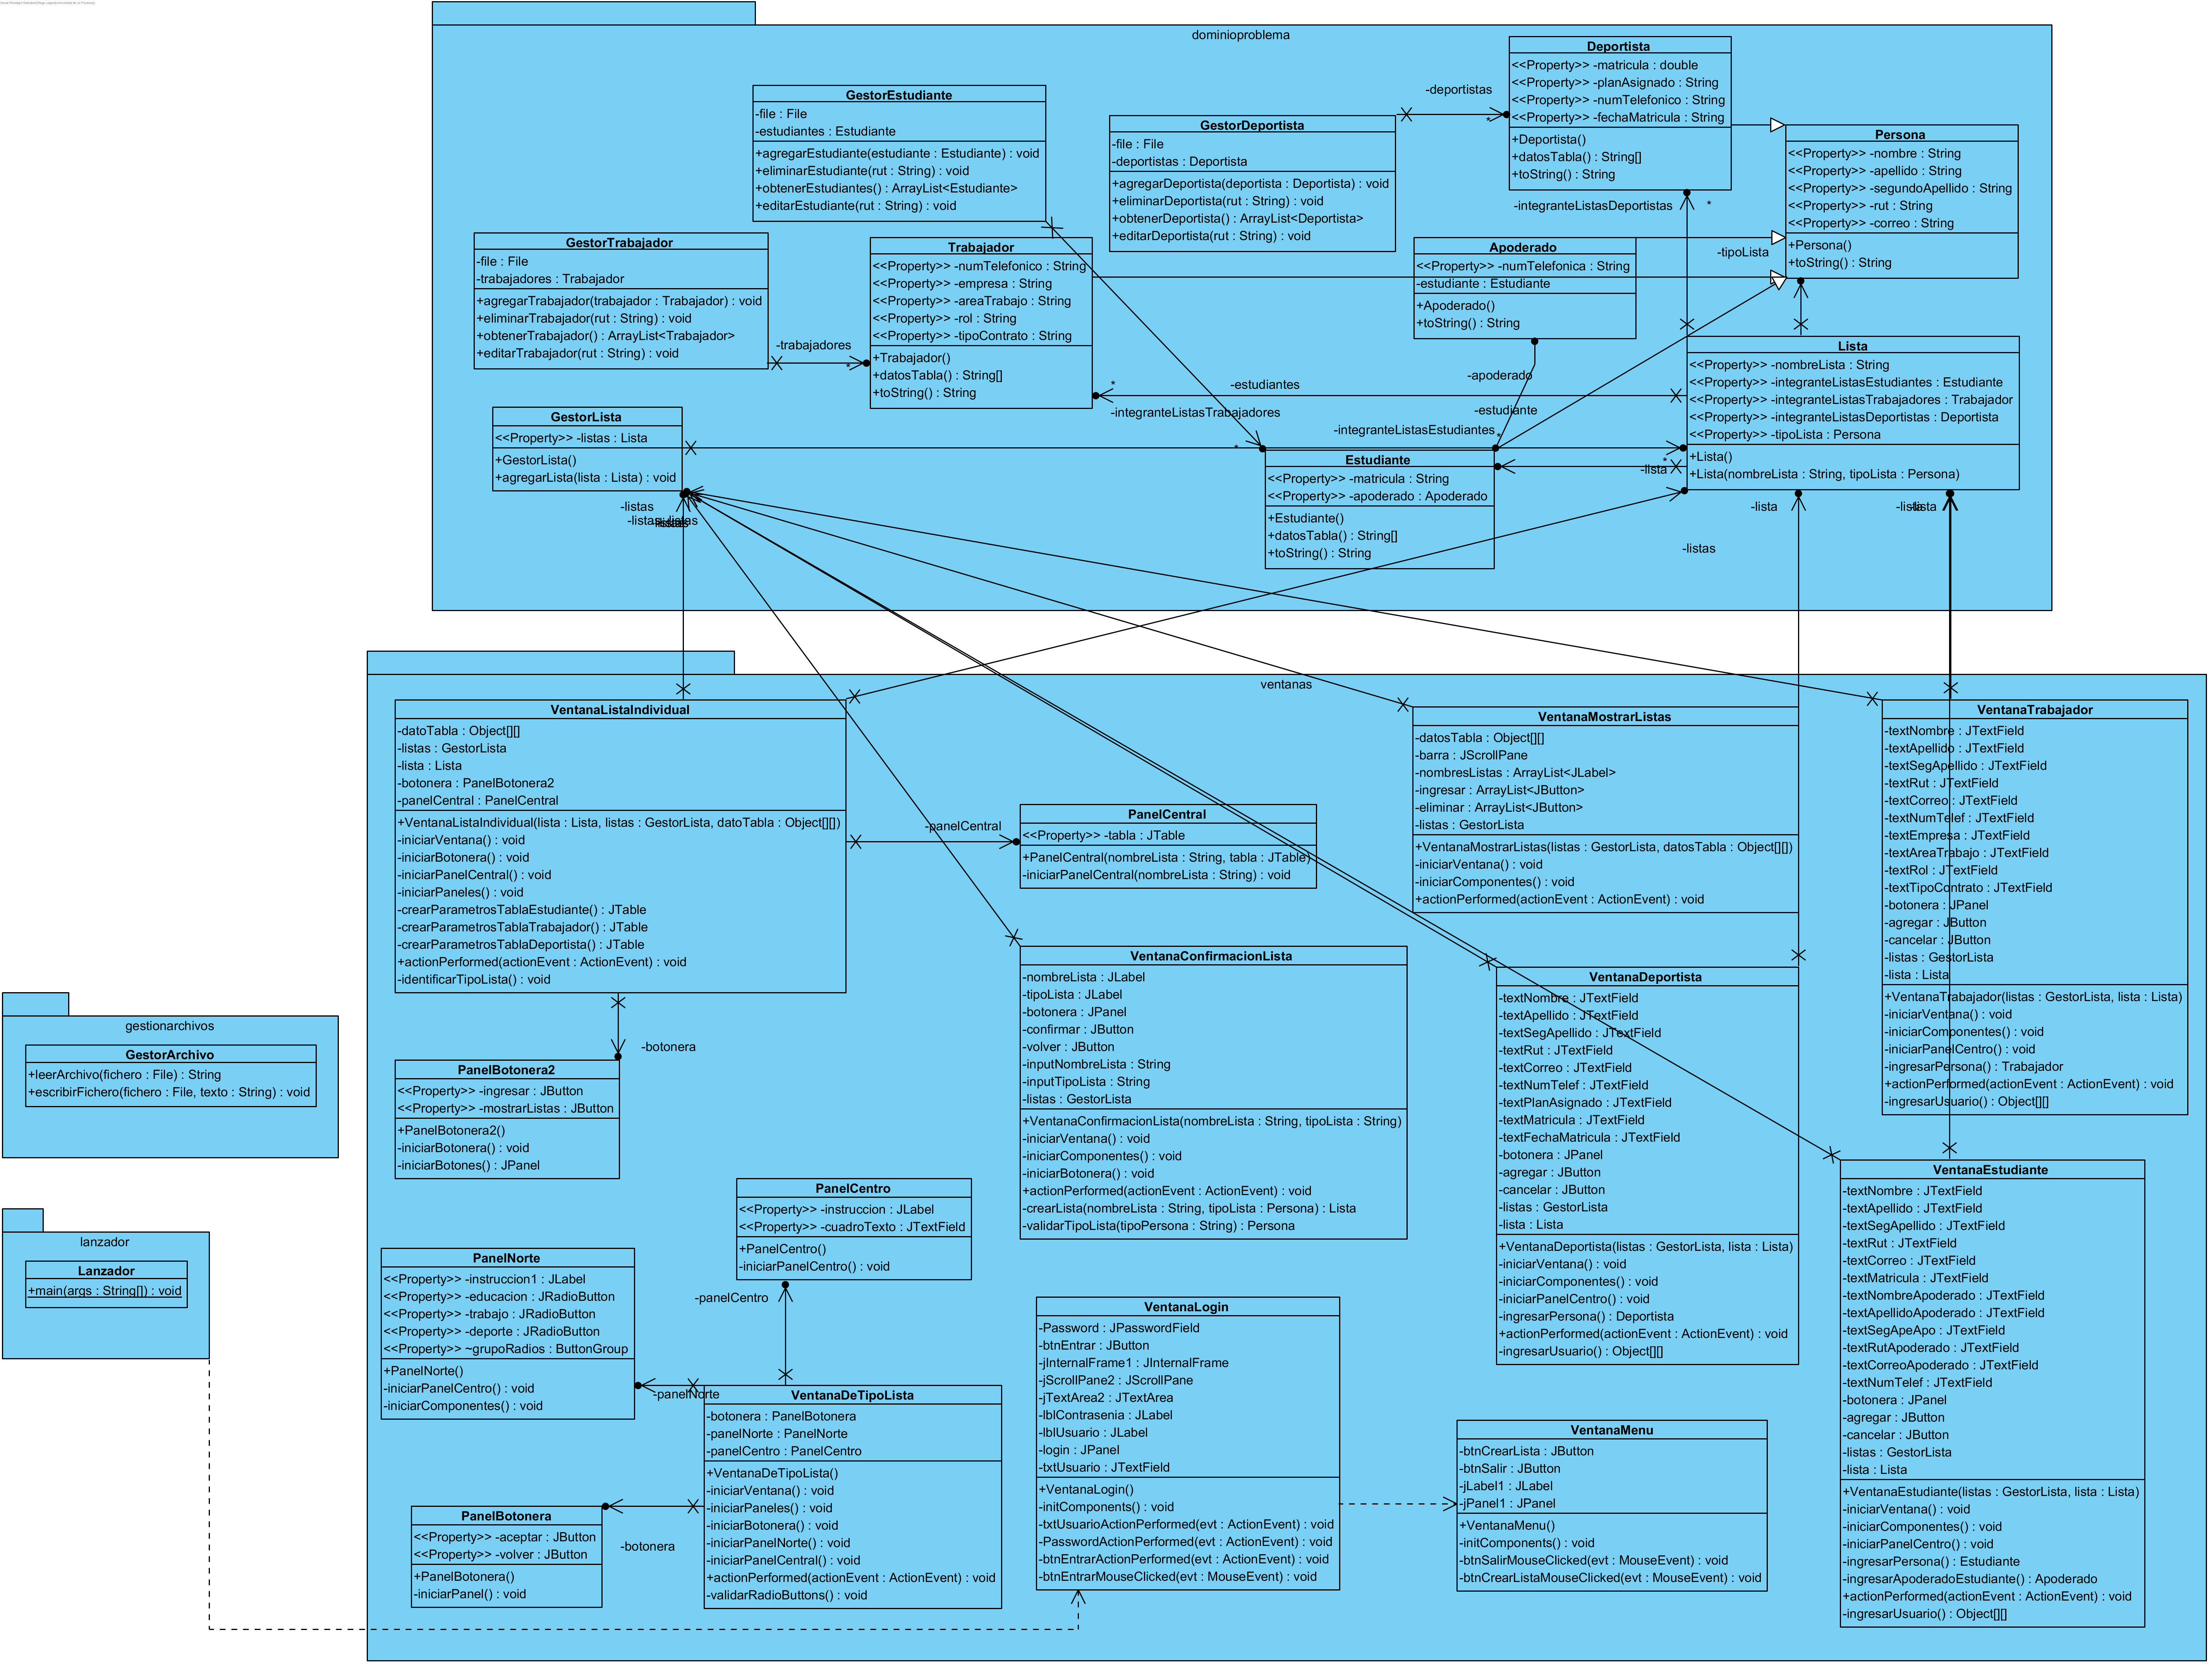 dominioproblema
Deportista
<<Property>> -matricula : double
<<Property>> -planAsignado : String
<<Property>> -numTelefonico : String
<<Property>> -fechaMatricula : String
+Deportista()
+datosTabla() : String[]
+toString() : String
GestorEstudiante
-file : File
-estudiantes : Estudiante
+agregarEstudiante(estudiante : Estudiante) : void
+eliminarEstudiante(rut : String) : void
+obtenerEstudiantes() : ArrayList<Estudiante>
+editarEstudiante(rut : String) : void
GestorDeportista
-file : File
-deportistas : Deportista
+agregarDeportista(deportista : Deportista) : void
+eliminarDeportista(rut : String) : void
+obtenerDeportista() : ArrayList<Deportista>
+editarDeportista(rut : String) : void
-deportistas
*
Persona
<<Property>> -nombre : String
<<Property>> -apellido : String
<<Property>> -segundoApellido : String
<<Property>> -rut : String
<<Property>> -correo : String
+Persona()
+toString() : String
-integranteListasDeportistas
*
-tipoLista
GestorTrabajador
-file : File
-trabajadores : Trabajador
+agregarTrabajador(trabajador : Trabajador) : void
+eliminarTrabajador(rut : String) : void
+obtenerTrabajador() : ArrayList<Trabajador>
+editarTrabajador(rut : String) : void
-trabajadores
*
Trabajador
<<Property>> -numTelefonico : String
<<Property>> -empresa : String
<<Property>> -areaTrabajo : String
<<Property>> -rol : String
<<Property>> -tipoContrato : String
+Trabajador()
+datosTabla() : String[]
+toString() : String
Apoderado
<<Property>> -numTelefonica : String
-estudiante : Estudiante
+Apoderado()
+toString() : String
Lista
<<Property>> -nombreLista : String
<<Property>> -integranteListasEstudiantes : Estudiante
<<Property>> -integranteListasTrabajadores : Trabajador
<<Property>> -integranteListasDeportistas : Deportista
<<Property>> -tipoLista : Persona
+Lista()
+Lista(nombreLista : String, tipoLista : Persona)
-apoderado
-estudiantes
*
-integranteListasTrabajadores
-estudiante
-integranteListasEstudiantes
*
*
*
-lista
GestorLista
<<Property>> -listas : Lista
+GestorLista()
+agregarLista(lista : Lista) : void
Estudiante
<<Property>> -matricula : String
<<Property>> -apoderado : Apoderado
+Estudiante()
+datosTabla() : String[]
+toString() : String
-listas
-listas
-listas
-lista
-lista
-listas
ventanas
VentanaListaIndividual
-datoTabla : Object[][]
-listas : GestorLista
-lista : Lista
-botonera : PanelBotonera2
-panelCentral : PanelCentral
+VentanaListaIndividual(lista : Lista, listas : GestorLista, datoTabla : Object[][])
-iniciarVentana() : void
-iniciarBotonera() : void
-iniciarPanelCentral() : void
-iniciarPaneles() : void
-crearParametrosTablaEstudiante() : JTable
-crearParametrosTablaTrabajador() : JTable
-crearParametrosTablaDeportista() : JTable
+actionPerformed(actionEvent : ActionEvent) : void
-identificarTipoLista() : void
-panelCentral
PanelCentral
<<Property>> -tabla : JTable
+PanelCentral(nombreLista : String, tabla : JTable)
-iniciarPanelCentral(nombreLista : String) : void
VentanaMostrarListas
-datosTabla : Object[][]
-barra : JScrollPane
-nombresListas : ArrayList<JLabel>
-ingresar : ArrayList<JButton>
-eliminar : ArrayList<JButton>
-listas : GestorLista
+VentanaMostrarListas(listas : GestorLista, datosTabla : Object[][])
-iniciarVentana() : void
-iniciarComponentes() : void
+actionPerformed(actionEvent : ActionEvent) : void
VentanaTrabajador
-textNombre : JTextField
-textApellido : JTextField
-textSegApellido : JTextField
-textRut : JTextField
-textCorreo : JTextField
-textNumTelef : JTextField
-textEmpresa : JTextField
-textAreaTrabajo : JTextField
-textRol : JTextField
-textTipoContrato : JTextField
-botonera : JPanel
-agregar : JButton
-cancelar : JButton
-listas : GestorLista
-lista : Lista
+VentanaTrabajador(listas : GestorLista, lista : Lista)
-iniciarVentana() : void
-iniciarComponentes() : void
-iniciarPanelCentro() : void
-ingresarPersona() : Trabajador
+actionPerformed(actionEvent : ActionEvent) : void
-ingresarUsuario() : Object[][]
VentanaConfirmacionLista
-nombreLista : JLabel
-tipoLista : JLabel
-botonera : JPanel
-confirmar : JButton
-volver : JButton
-inputNombreLista : String
-inputTipoLista : String
-listas : GestorLista
+VentanaConfirmacionLista(nombreLista : String, tipoLista : String)
-iniciarVentana() : void
-iniciarComponentes() : void
-iniciarBotonera() : void
+actionPerformed(actionEvent : ActionEvent) : void
-crearLista(nombreLista : String, tipoLista : Persona) : Lista
-validarTipoLista(tipoPersona : String) : Persona
VentanaDeportista
-textNombre : JTextField
-textApellido : JTextField
-textSegApellido : JTextField
-textRut : JTextField
-textCorreo : JTextField
-textNumTelef : JTextField
-textPlanAsignado : JTextField
-textMatricula : JTextField
-textFechaMatricula : JTextField
-botonera : JPanel
-agregar : JButton
-cancelar : JButton
-listas : GestorLista
-lista : Lista
+VentanaDeportista(listas : GestorLista, lista : Lista)
-iniciarVentana() : void
-iniciarComponentes() : void
-iniciarPanelCentro() : void
-ingresarPersona() : Deportista
+actionPerformed(actionEvent : ActionEvent) : void
-ingresarUsuario() : Object[][]
gestionarchivos
GestorArchivo
+leerArchivo(fichero : File) : String
+escribirFichero(fichero : File, texto : String) : void
-botonera
PanelBotonera2
<<Property>> -ingresar : JButton
<<Property>> -mostrarListas : JButton
+PanelBotonera2()
-iniciarBotonera() : void
-iniciarBotones() : JPanel
VentanaEstudiante
-textNombre : JTextField
-textApellido : JTextField
-textSegApellido : JTextField
-textRut : JTextField
-textCorreo : JTextField
-textMatricula : JTextField
-textNombreApoderado : JTextField
-textApellidoApoderado : JTextField
-textSegApeApo : JTextField
-textRutApoderado : JTextField
-textCorreoApoderado : JTextField
-textNumTelef : JTextField
-botonera : JPanel
-agregar : JButton
-cancelar : JButton
-listas : GestorLista
-lista : Lista
+VentanaEstudiante(listas : GestorLista, lista : Lista)
-iniciarVentana() : void
-iniciarComponentes() : void
-iniciarPanelCentro() : void
-ingresarPersona() : Estudiante
-ingresarApoderadoEstudiante() : Apoderado
+actionPerformed(actionEvent : ActionEvent) : void
-ingresarUsuario() : Object[][]
PanelCentro
<<Property>> -instruccion : JLabel
<<Property>> -cuadroTexto : JTextField
+PanelCentro()
-iniciarPanelCentro() : void
-panelCentro
lanzador
Lanzador
+main(args : String[]) : void
PanelNorte
<<Property>> -instruccion1 : JLabel
<<Property>> -educacion : JRadioButton
<<Property>> -trabajo : JRadioButton
<<Property>> -deporte : JRadioButton
<<Property>> ~grupoRadios : ButtonGroup
+PanelNorte()
-iniciarPanelCentro() : void
-iniciarComponentes() : void
-panelNorte
VentanaDeTipoLista
-botonera : PanelBotonera
-panelNorte : PanelNorte
-panelCentro : PanelCentro
+VentanaDeTipoLista()
-iniciarVentana() : void
-iniciarPaneles() : void
-iniciarBotonera() : void
-iniciarPanelNorte() : void
-iniciarPanelCentral() : void
+actionPerformed(actionEvent : ActionEvent) : void
-validarRadioButtons() : void
VentanaLogin
-Password : JPasswordField
-btnEntrar : JButton
-jInternalFrame1 : JInternalFrame
-jScrollPane2 : JScrollPane
-jTextArea2 : JTextArea
-lblContrasenia : JLabel
-lblUsuario : JLabel
-login : JPanel
-txtUsuario : JTextField
+VentanaLogin()
-initComponents() : void
-txtUsuarioActionPerformed(evt : ActionEvent) : void
-PasswordActionPerformed(evt : ActionEvent) : void
-btnEntrarActionPerformed(evt : ActionEvent) : void
-btnEntrarMouseClicked(evt : MouseEvent) : void
VentanaMenu
-btnCrearLista : JButton
-btnSalir : JButton
-jLabel1 : JLabel
-jPanel1 : JPanel
+VentanaMenu()
-initComponents() : void
-btnSalirMouseClicked(evt : MouseEvent) : void
-btnCrearListaMouseClicked(evt : MouseEvent) : void
PanelBotonera
<<Property>> -aceptar : JButton
<<Property>> -volver : JButton
+PanelBotonera()
-iniciarPanel() : void
-botonera